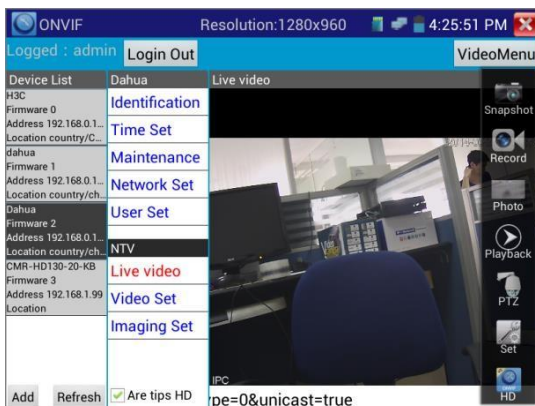 ONVIF
Resolution:1280x960
4:25:51 PM
Logged : admin
Login Out
VideoMenu
Device List
H3C
Firmware 0
Address 192.168.0.1...
Location country/C...
dahua
Firmware 1
Address 192.168.0.1...
Location country/ch...
Dahua
Firmware 2
Address 192.168.0.1...
Location country/ch...
CMR-HD130-20-KB
Firmware 3
Address 192.168.1.99
Location
Add
Refresh
Dahua
Identification
Time Set
Maintenance
Network Set
User Set
NTV
Live video
Video Set
Imaging Set
Are tips HD
Live video
IPC
ype=0&unicast=true
Snapshot
Record
Photo
Playback
PTZ
Set
HD